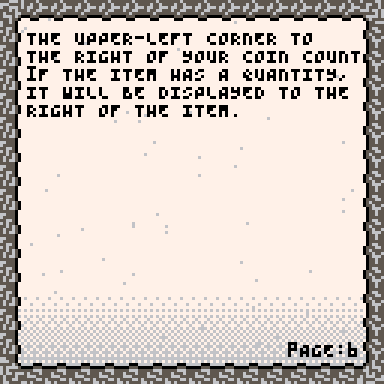 THE UPPER-LEFT CORNER TO
THE RIGHT OF YOUR COIN COUNT
IF THE ITEM HAS A QUANTITY,
IT WILL BE DISPLAYED TO THE
RIGHT OF THE ITEM.
PAGE:6